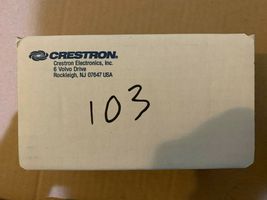 CRESTRON.
Crestron Electronics, Inc.
6 Volvo Drive
Rockleigh, NJ 07647 USA
103